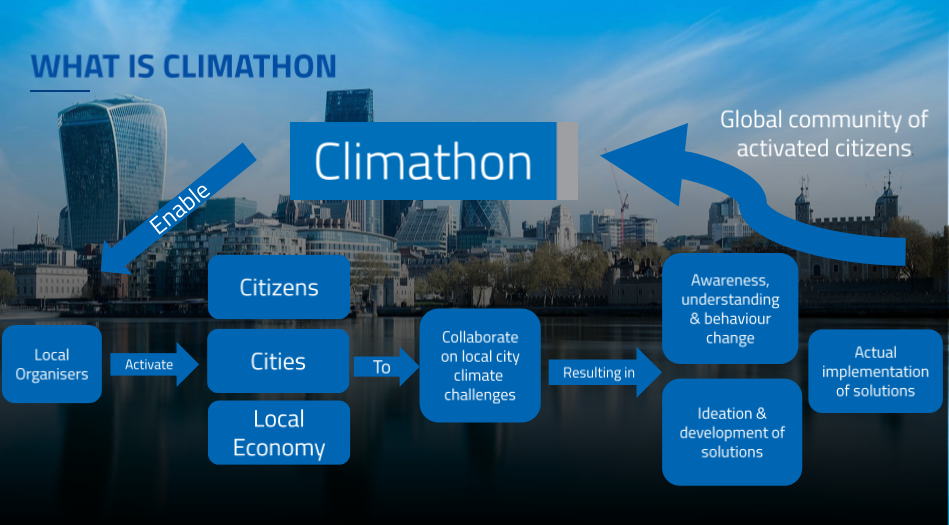 WHAT IS CLIMATHON
Climathon
Global community of
activated citizens
Enable
Local
Organisers
Activate
Citizens
Cities
Local
Economy
To
Collaborate
on local city
climate
challenges
Resulting in
Awareness,
understanding
& behaviour
change
Ideation &
development of
solutions
Actual
implementation
of solutions